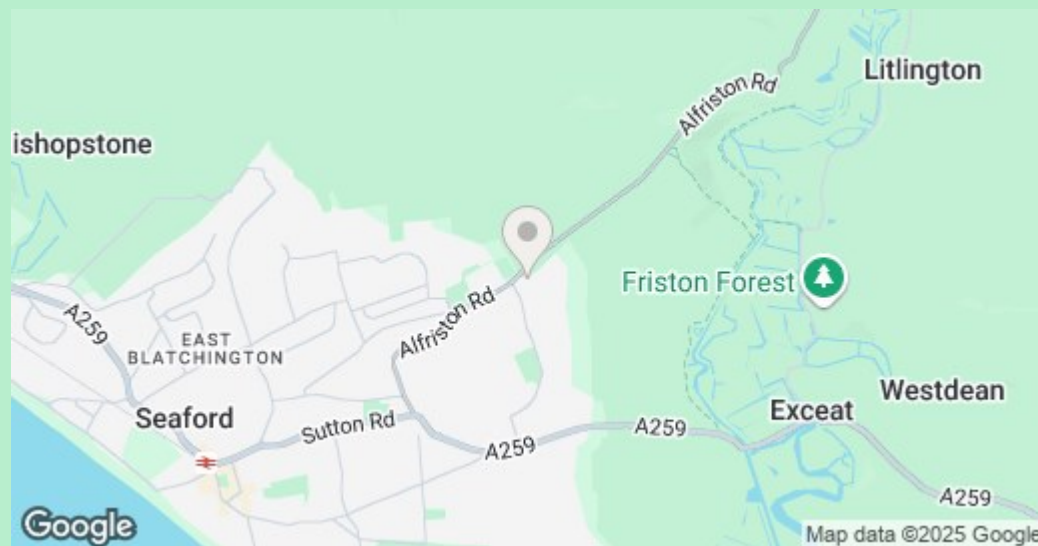 Litlington
Alfriston Rd
ishopstone
Friston Forest
A259
Alfriston Rd
EAST
BLATCHINGTON
Westdean
Exceat
Seaford
Sutton Rd
A259
A259
A259
Google
Map data ©2025 Google